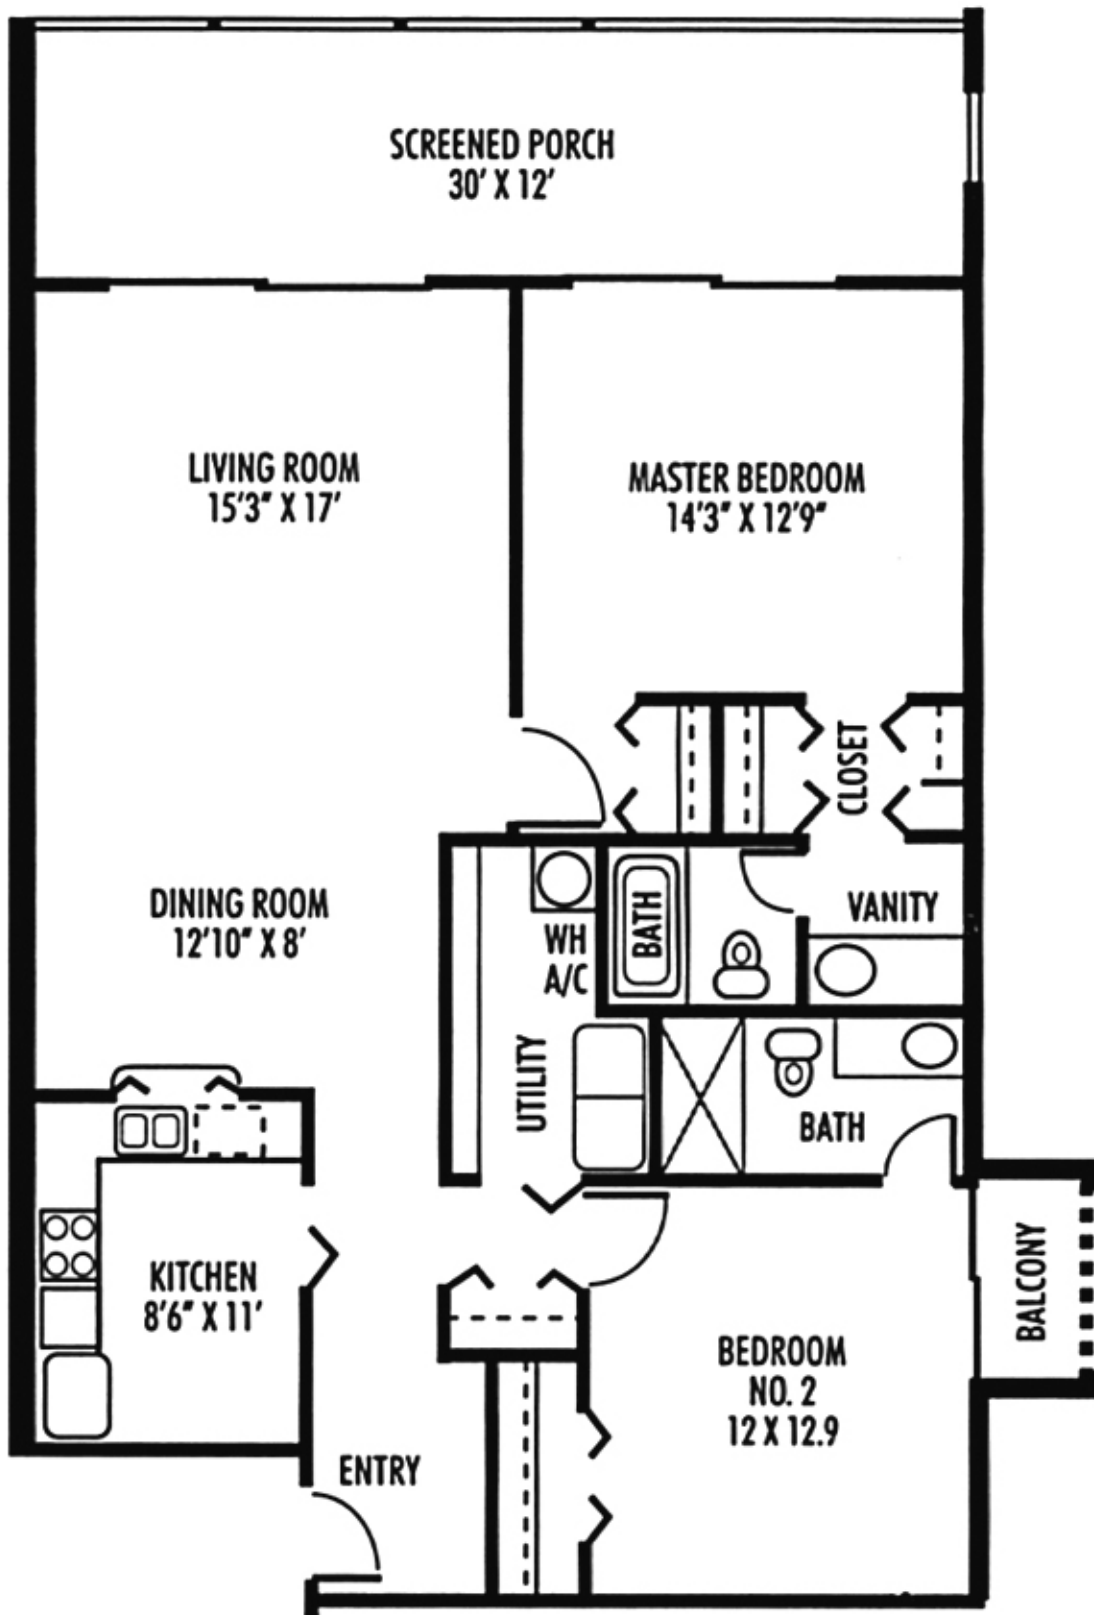 SCREENED PORCH
30' X 12'
LIVING ROOM
15'3" X 17'
MASTER BEDROOM
14'3" X 12'9"
CLOSET
DINING ROOM
12'10" X 8'
WH
A/C
BATH
VANITY
UTILITY
BATH
KITCHEN
8'6" X 11'
BALCONY
BEDROOM
NO. 2
12 X 12.9
ENTRY